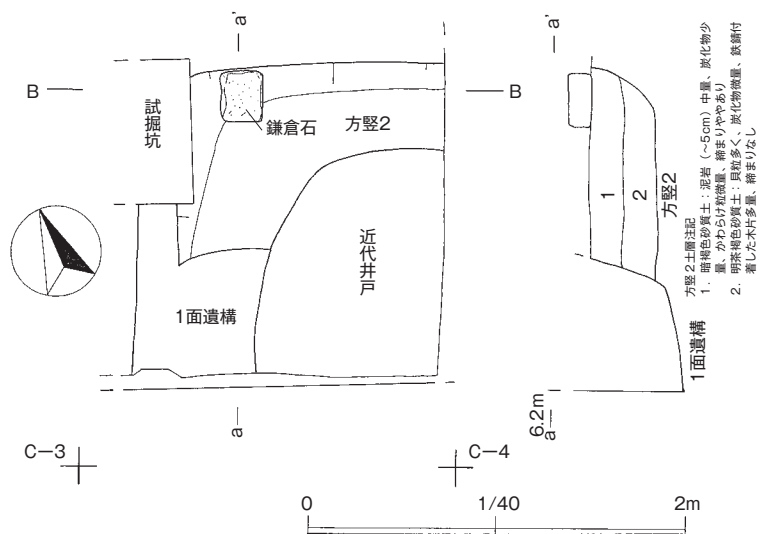 a'
a'
B
B
試掘坑
鎌倉石
方竪2
近代井戸
1面遺構
a
C−3
C−4
1
2
方竪2
1面遺構
6.2m
a
方竪2土層注記
1. 暗褐色砂質土：泥岩（～5cm）中量、炭化物少
量、かわらけ粒微量、締まりややあり
2. 明茶褐色砂質土：貝粒多く、炭化物微量、鉄錆付
着した木片多量、締まりなし
0
1/40
2m